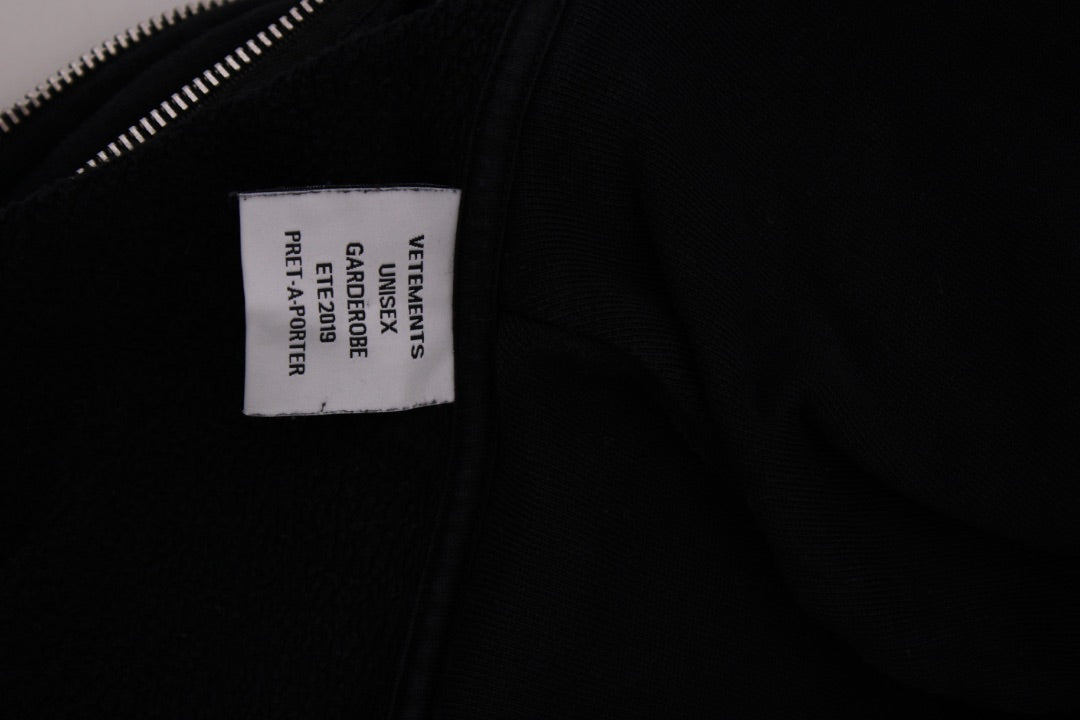 VETEMENTS
UNISEX
GARDEROBE
ETE2019
PRET-A-PORTER